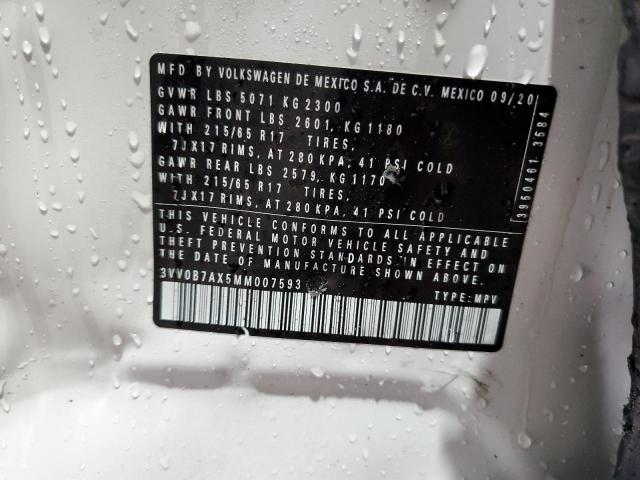 MFD BY VOLKSWAGEN DE MEXICO S.A. DE C.V. MEXICO 09/20
GVWR LBS 5071 KG 2300
GAWR FRONT LBS 2601, KG 1180
WITH 215/65 R17 TIRES,
7JX17 RIMS, AT 280 KPA, 41 PSI COLD
GAWR REAR LBS 2579, KG 1170
WITH 215/65 R17 TIRES,
7JX17 RIMS, AT 280 KPA, 41 PSI COLD
THIS VEHICLE CONFORMS TO ALL APPLICABLE
U.S. FEDERAL MOTOR VEHICLE SAFETY AND
THEFT PREVENTION STANDARDS IN EFFECT ON
THE DATE OF MANUFACTURE SHOWN ABOVE.
3VV0B7AX5MM007593
TYPE: MPV
3950461 3584